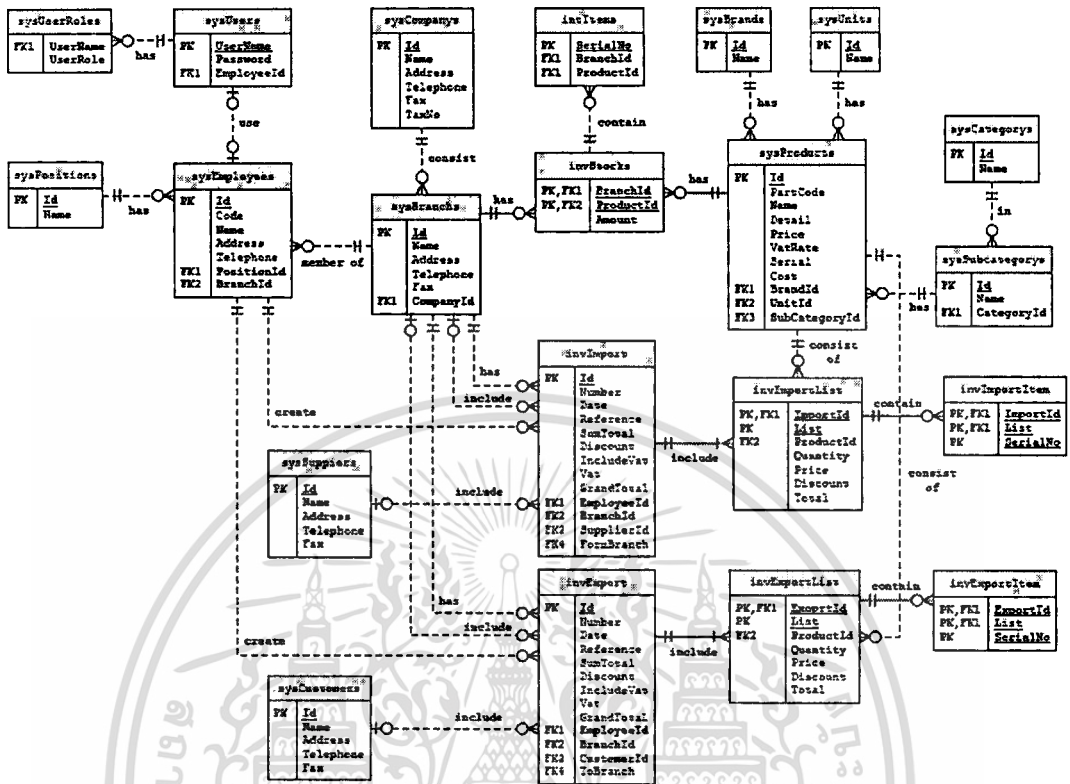 sysUserRoles
FK1 UserName
UserRole
has
sysUsers
PK UserName
Password
FK1 EmployeeId
use
sysCompanys
PK Id
Name
Address
Telephone
Fax
TaxNo
consist
intItems
PK SerialNo
FK1 BranchId
FK1 ProductId
contain
sysBrands
PK Id
Name
has
sysUnits
PK Id
Name
has
sysPositions
PK Id
Name
has
sysEmployees
PK Id
Code
Name
Address
Telephone
FK1 PositionId
FK2 BranchId
member of
sysBranchs
PK Id
Name
Address
Telephone
Fax
FK1 CompanyId
has
invStocks
PK,FK1 BranchId
PK,FK2 ProductId
Amount
has
sysProducts
PK Id
PartCode
Name
Detail
Price
VatRate
Serial
Cost
FK1 BrandId
FK2 UnitId
FK3 SubCategoryId
sysCategorys
PK Id
Name
in
sysSubcategorys
PK Id
Name
FK1 CategoryId
has
consist
of
has
include
create
invImport
PK Id
Number
Date
Reference
SumTotal
Discount
IncludeVat
Vat
GrandTotal
FK1 EmployeeId
FK2 BranchId
FK3 SupplierId
FK4 FormBranch
include
invImportList
PK,FK1 ImportId
PK List
FK2 ProductId
Quantity
Price
Discount
Total
contain
invImportItem
PK,FK1 ImportId
PK,FK1 List
PK SerialNo
consist
of
sysSuppiers
PK Id
Name
Address
Telephone
Fax
include
has
include
create
invExport
PK Id
Number
Date
Reference
SumTotal
Discount
IncludeVat
Vat
GrandTotal
FK1 EmployeeId
FK2 BranchId
FK3 CustomerId
FK4 ToBranch
include
invExportList
PK,FK1 ExportId
PK List
FK2 ProductId
Quantity
Price
Discount
Total
contain
invExportItem
PK,FK1 ExportId
PK,FK1 List
PK SerialNo
sysCustomers
PK Id
Name
Address
Telephone
Fax
include